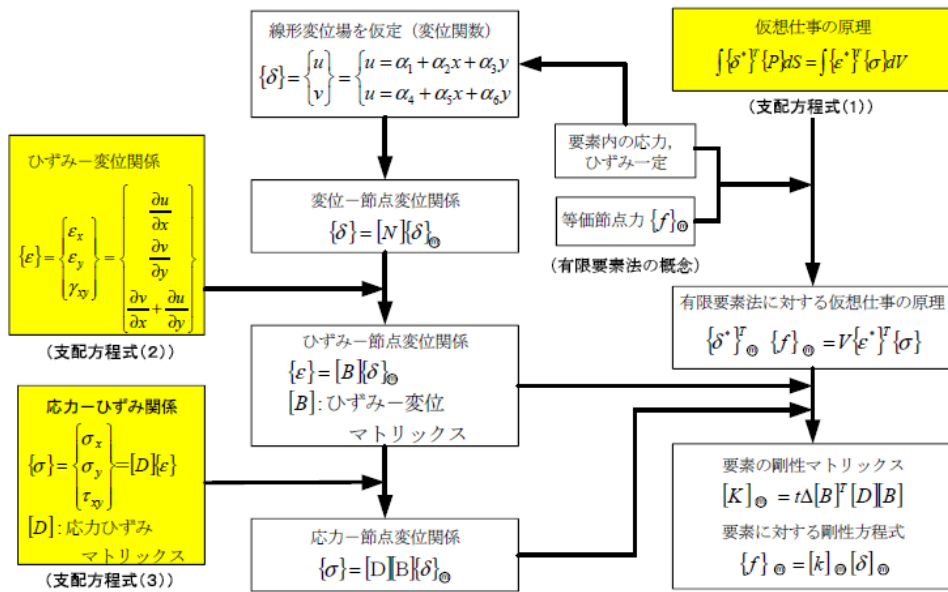 線形変位場を仮定（変位関数）
{δ}={u v}={u=α₁+α₂x+α₃y
u=α₄+α₅x+α₆y
仮想仕事の原理
∫{δ*}ᵀ{P}dS=∫{ε*}ᵀ{σ}dV
(支配方程式(1))
要素内の応力,
ひずみ一定
等価節点力{f}ⓜ
(有限要素法の概念)
ひずみ－変位関係
{ε}={εx εy γxy}={∂u/∂x ∂v/∂y ∂v/∂x+∂u/∂y}
(支配方程式(2))
変位－節点変位関係
{δ}=[N]{δ}ⓜ
ひずみ－節点変位関係
{ε}=[B]{δ}ⓜ
[B]:ひずみ－変位
マトリックス
有限要素法に対する仮想仕事の原理
{δ*}ᵀⓜ {f}ⓜ=V{ε*}ᵀ{σ}
応力－ひずみ関係
{σ}={σx σy τxy}=[D]{ε}
[D]:応力ひずみ
マトリックス
(支配方程式(3))
応力－節点変位関係
{σ}=[D][B]{δ}ⓜ
要素の剛性マトリックス
[K]ⓜ=tΔ[B]ᵀ[D][B]
要素に対する剛性方程式
{f}ⓜ=[k]ⓜ[δ]ⓜ